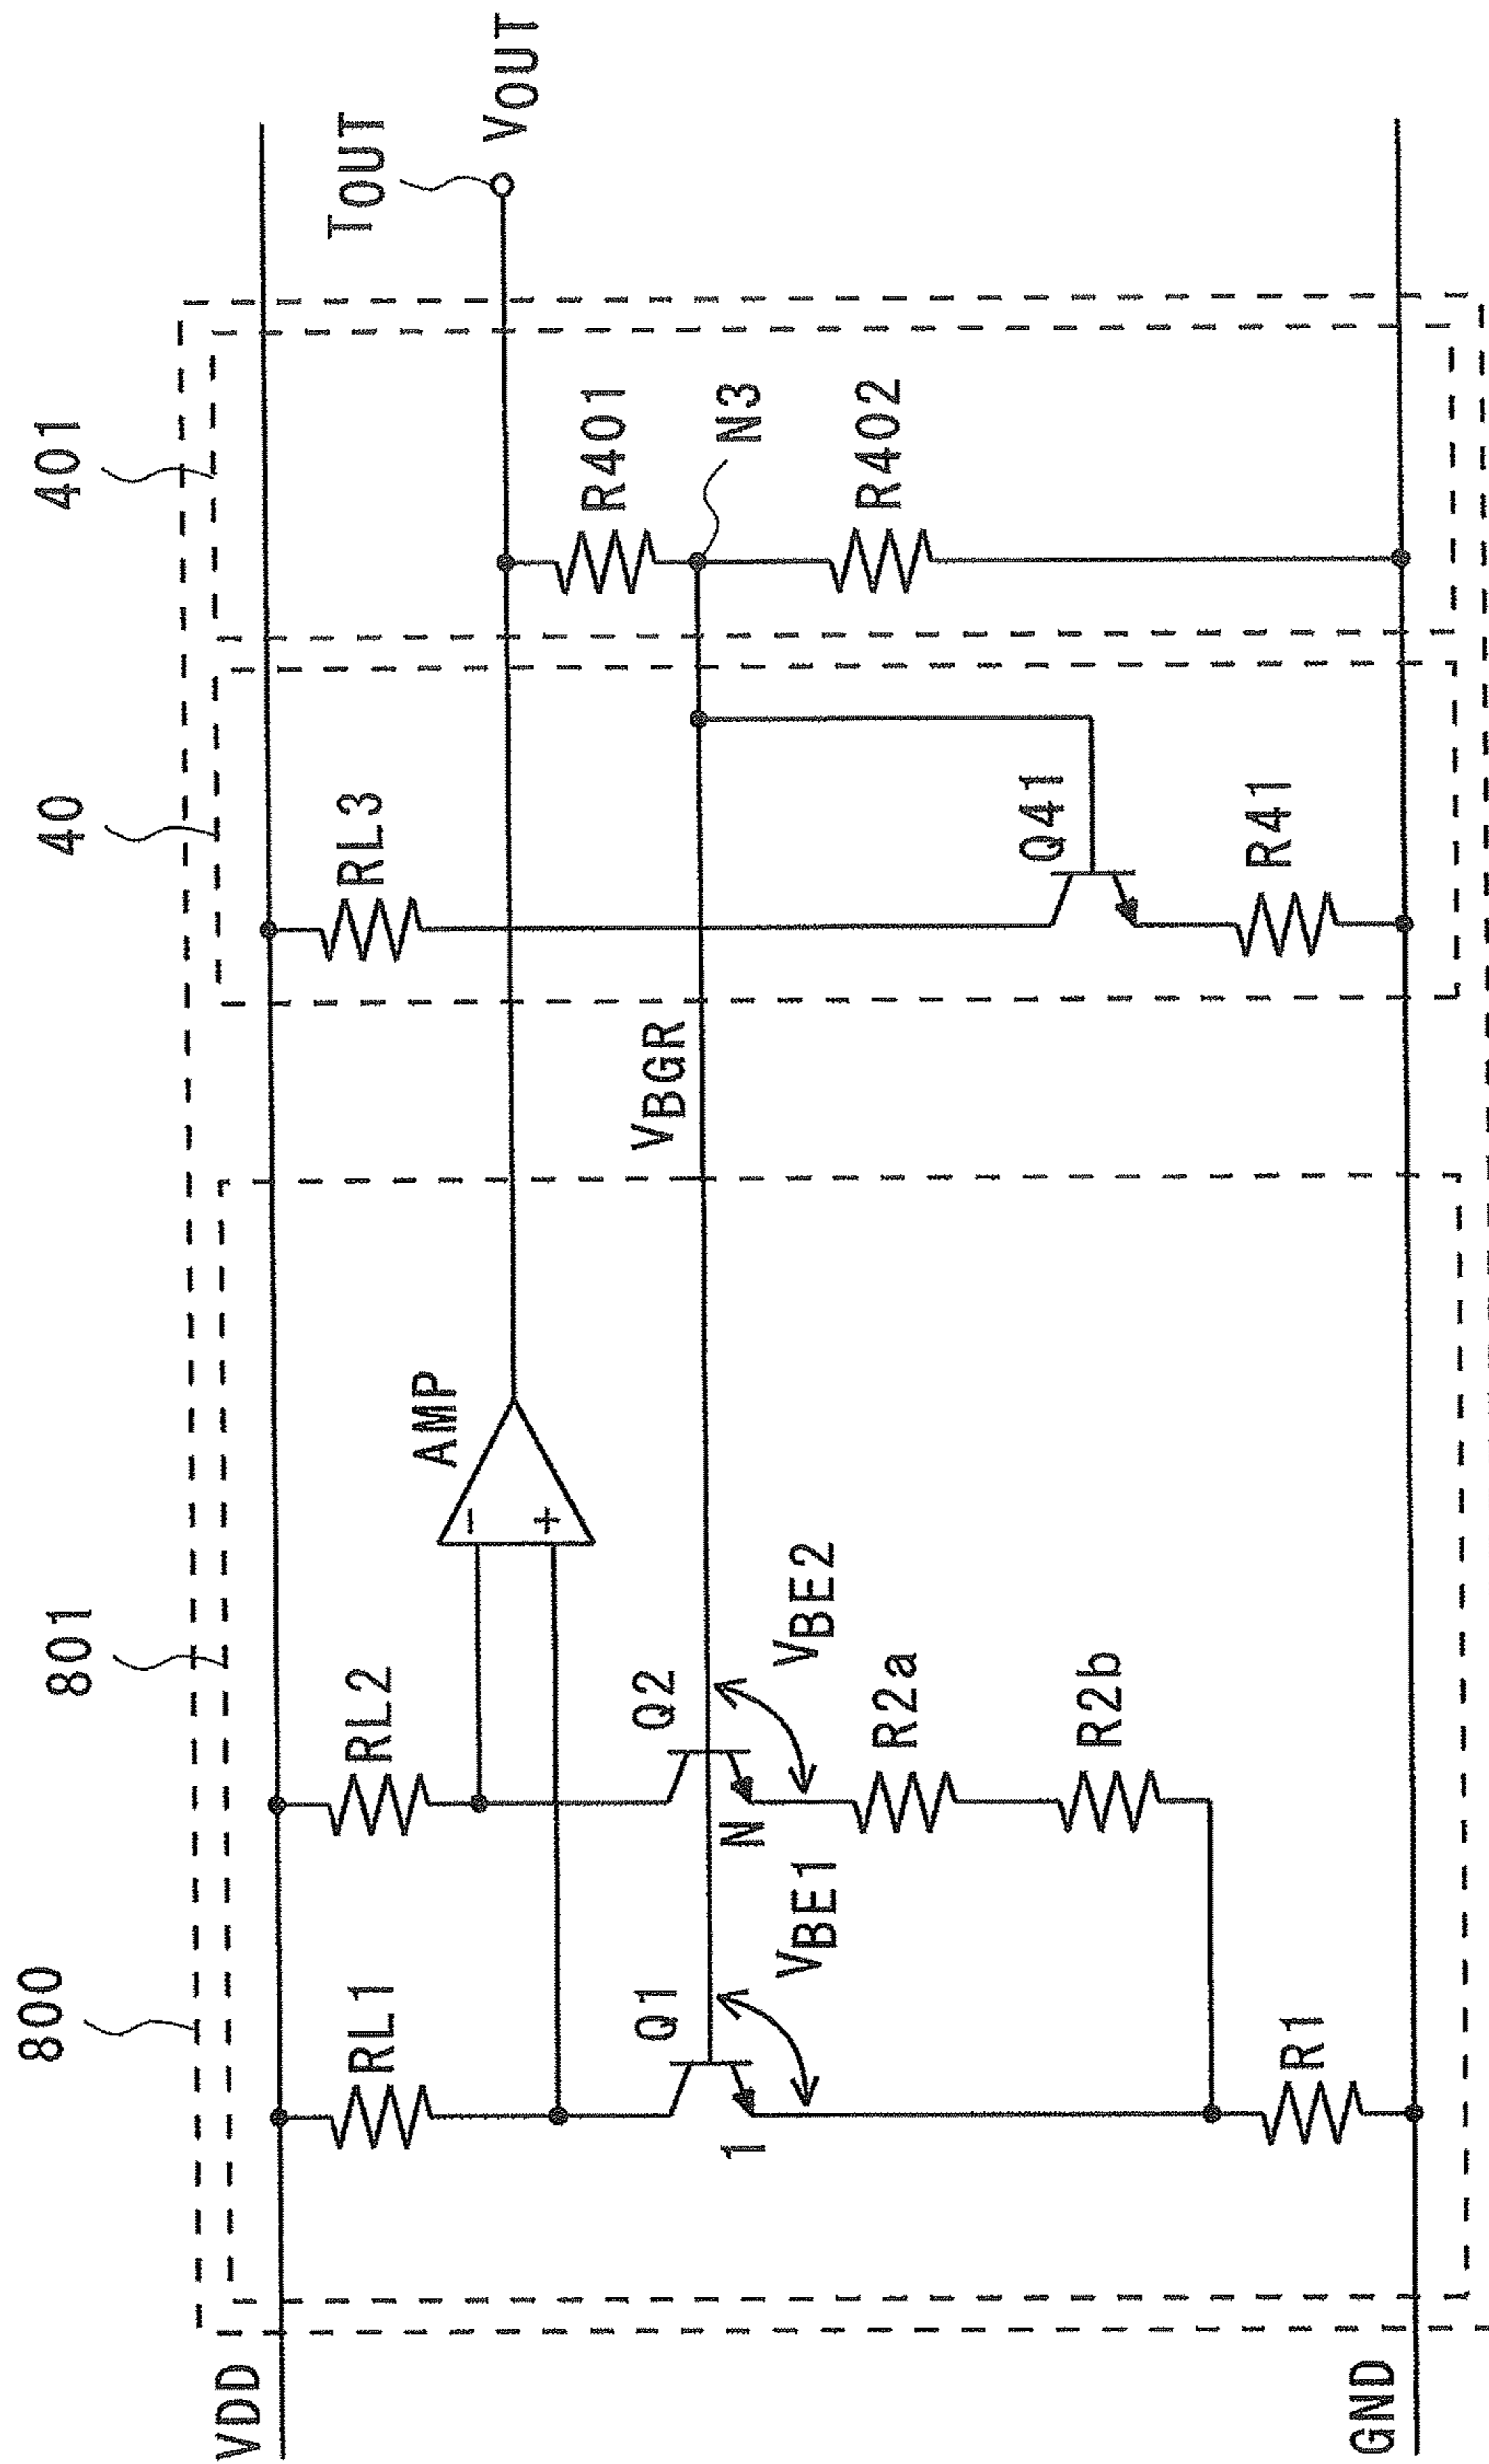 800
801
40
401
VDD
RL1
RL2
AMP
RL3
TOUT
VOUT
-
+
Q1
Q2
VBGR
R401
N3
1
N
VBE1
VBE2
R2a
R402
R2b
Q41
R1
R41
GND